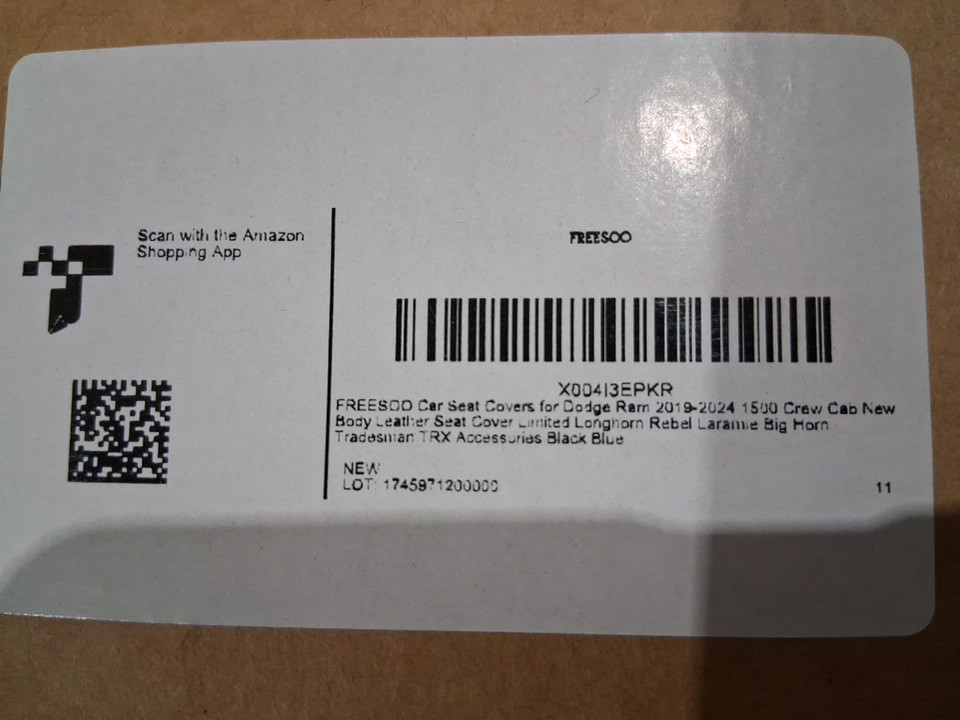 Scan with the Amazon
Shopping App
FREESOO
X004I3EPKR
FREESOO Car Seat Covers for Dodge Ram 2019-2024 1500 Crew Cab New
Body Leather Seat Cover Limited Longhorn Rebel Laramie Big Horn
Tradesman TRX Accessories Black Blue
NEW
LOT: 1745971200000
11